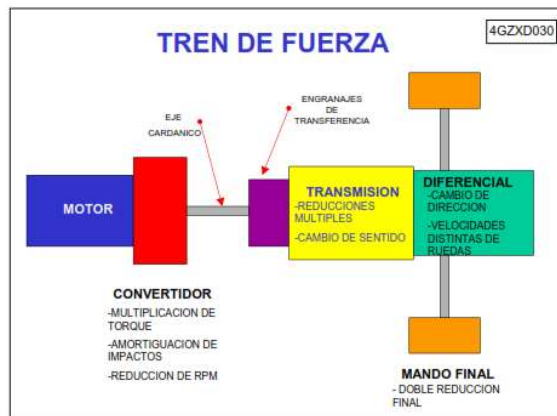 TREN DE FUERZA
4GZXD030
EJE
CARDANICO
ENGRANAJES
DE
TRANSFERENCIA
MOTOR
TRANSMISION
-REDUCCIONES
MULTIPLES
-CAMBIO DE SENTIDO
DIFERENCIAL
-CAMBIO DE
DIRECCION
-VELOCIDADES
DISTINTAS DE
RUEDAS
CONVERTIDOR
-MULTIPLICACION DE
TORQUE
-AMORTIGUACION DE
IMPACTOS
-REDUCCION DE RPM
MANDO FINAL
- DOBLE REDUCCION
FINAL